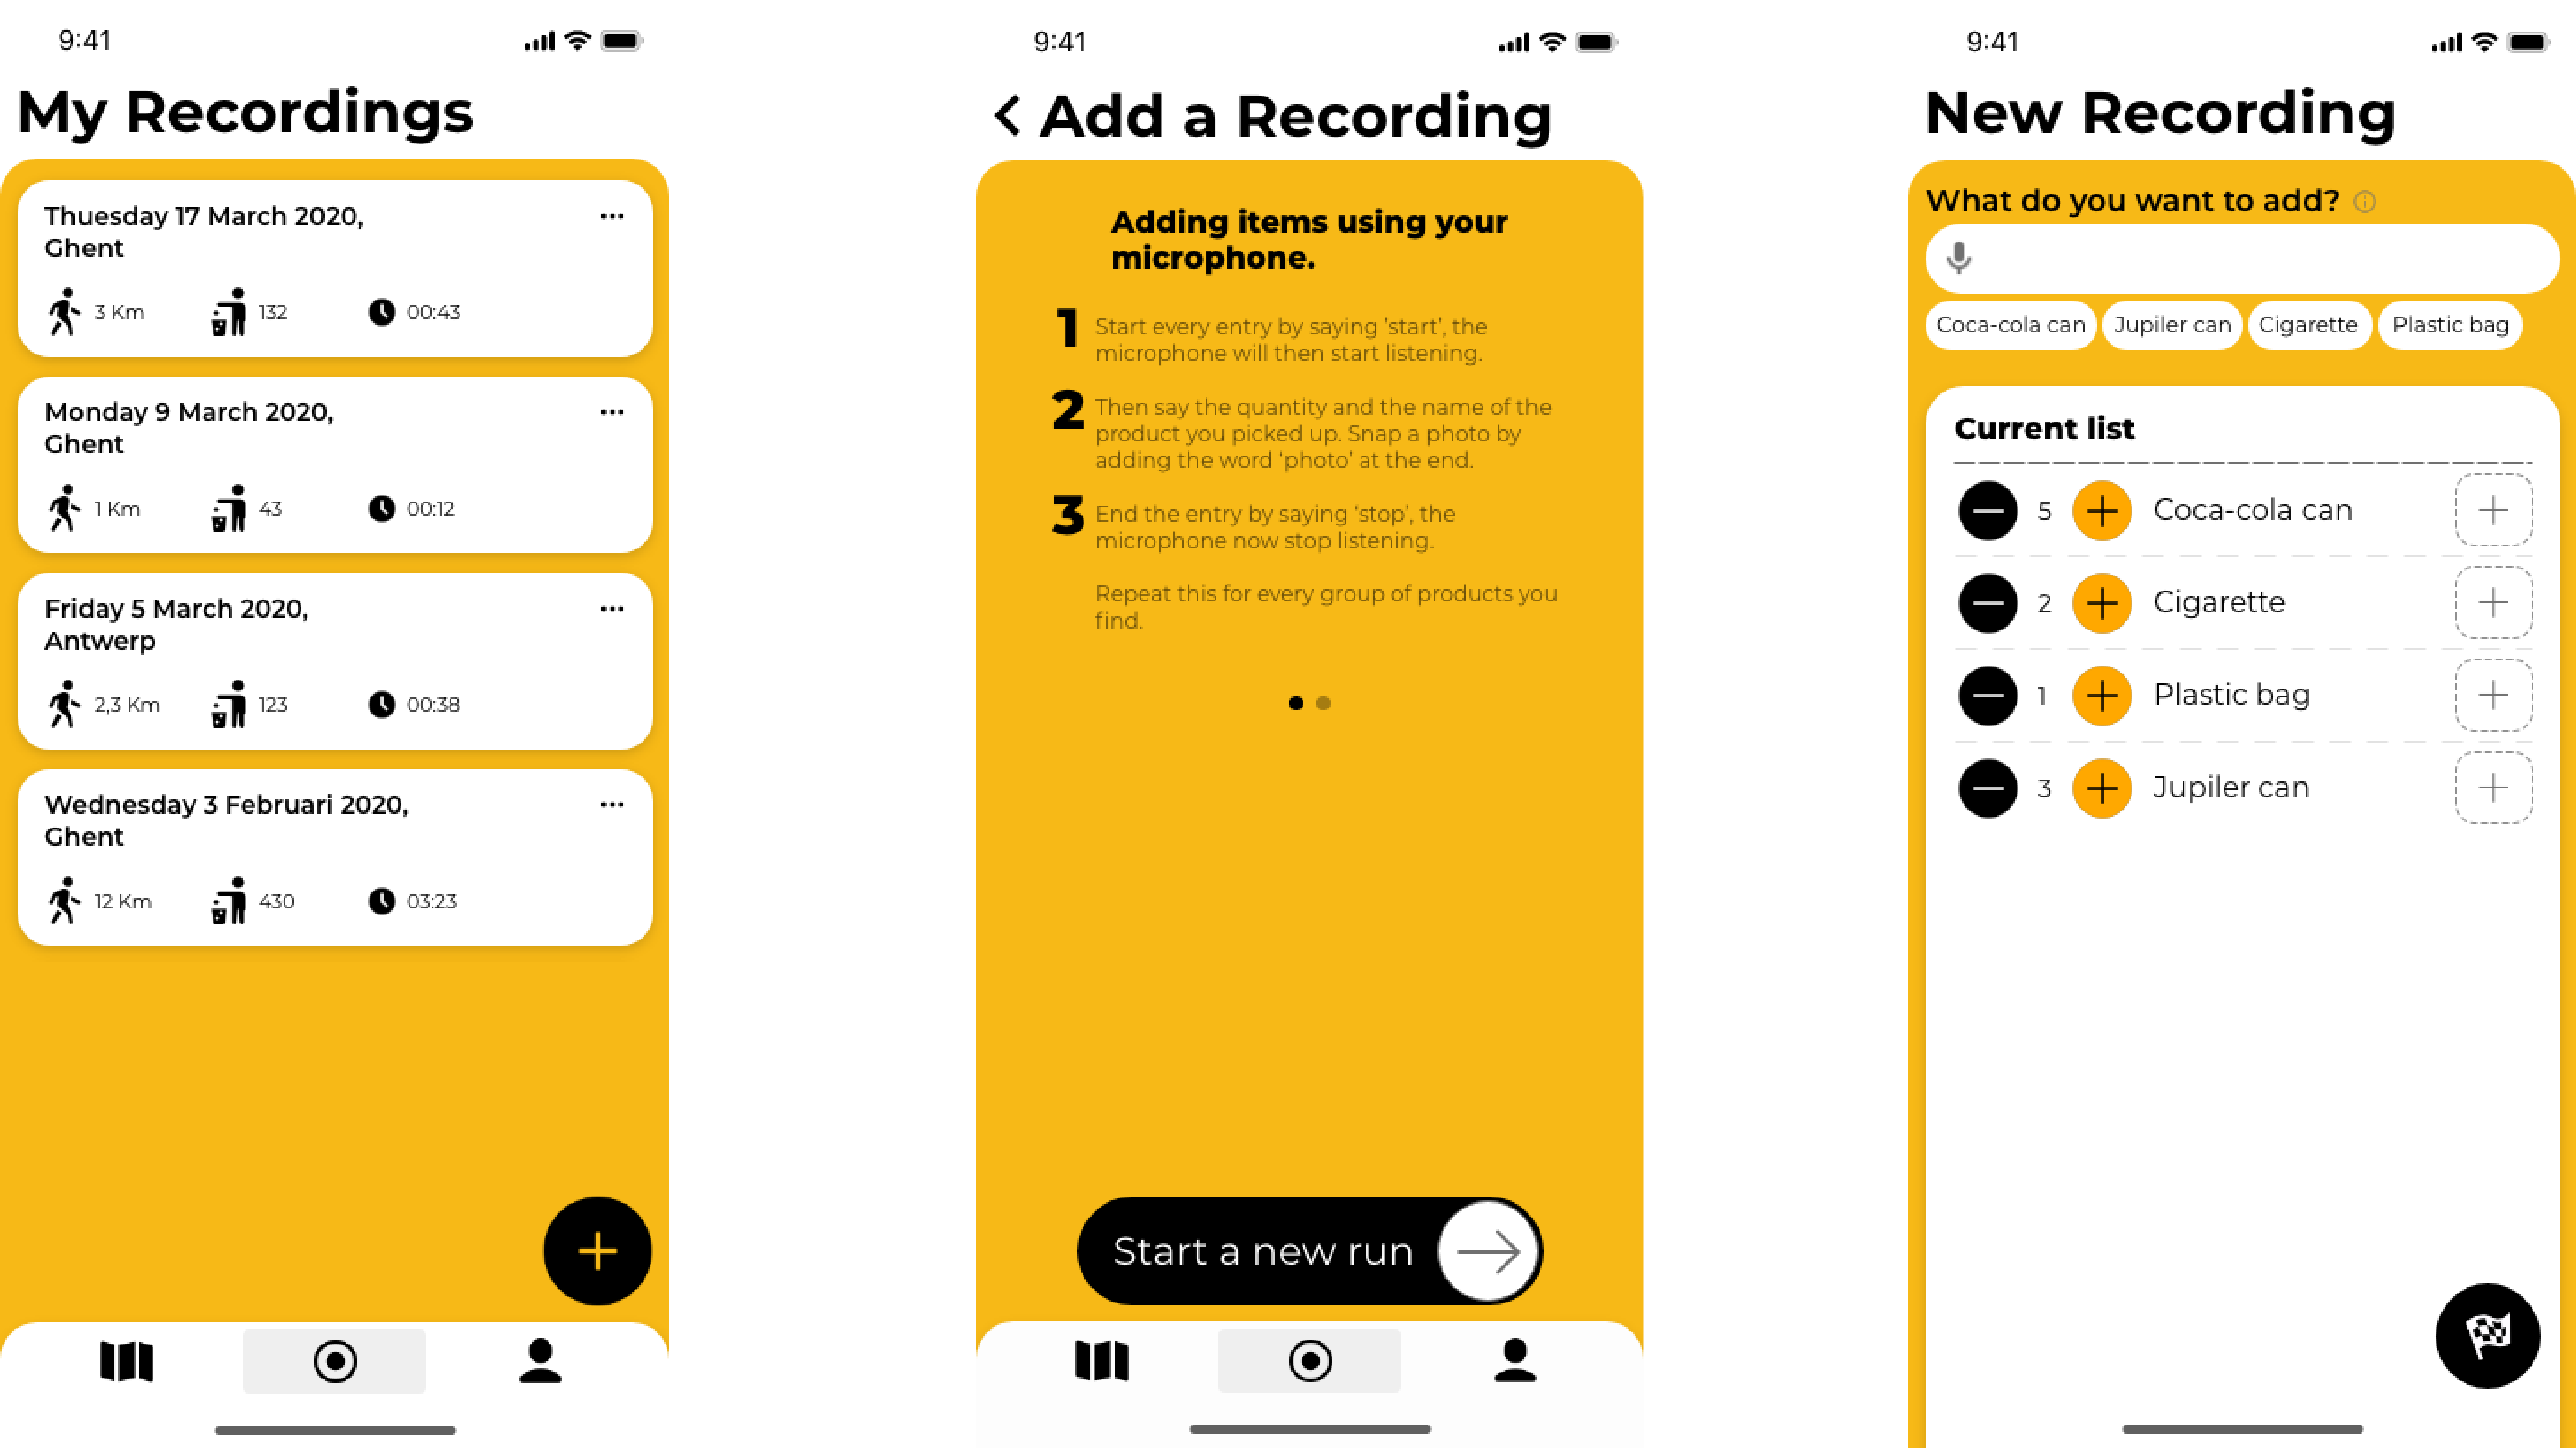 9:41
My Recordings
Thuesday 17 March 2020,
Ghent
3 Km 132 00:43
Monday 9 March 2020,
Ghent
1 Km 43 00:12
Friday 5 March 2020,
Antwerp
2,3 Km 123 00:38
Wednesday 3 Februari 2020,
Ghent
12 Km 430 03:23
9:41
Add a Recording
Adding items using your
microphone.
1 Start every entry by saying 'start', the
microphone will then start listening.
2 Then say the quantity and the name of the
product you picked up. Snap a photo by
adding the word ‘photo’ at the end.
3 End the entry by saying ‘stop’, the
microphone now stop listening.
Repeat this for every group of products you
find.
Start a new run
9:41
New Recording
What do you want to add?
Coca-cola can Jupiler can Cigarette Plastic bag
Current list
5 Coca-cola can
2 Cigarette
1 Plastic bag
3 Jupiler can